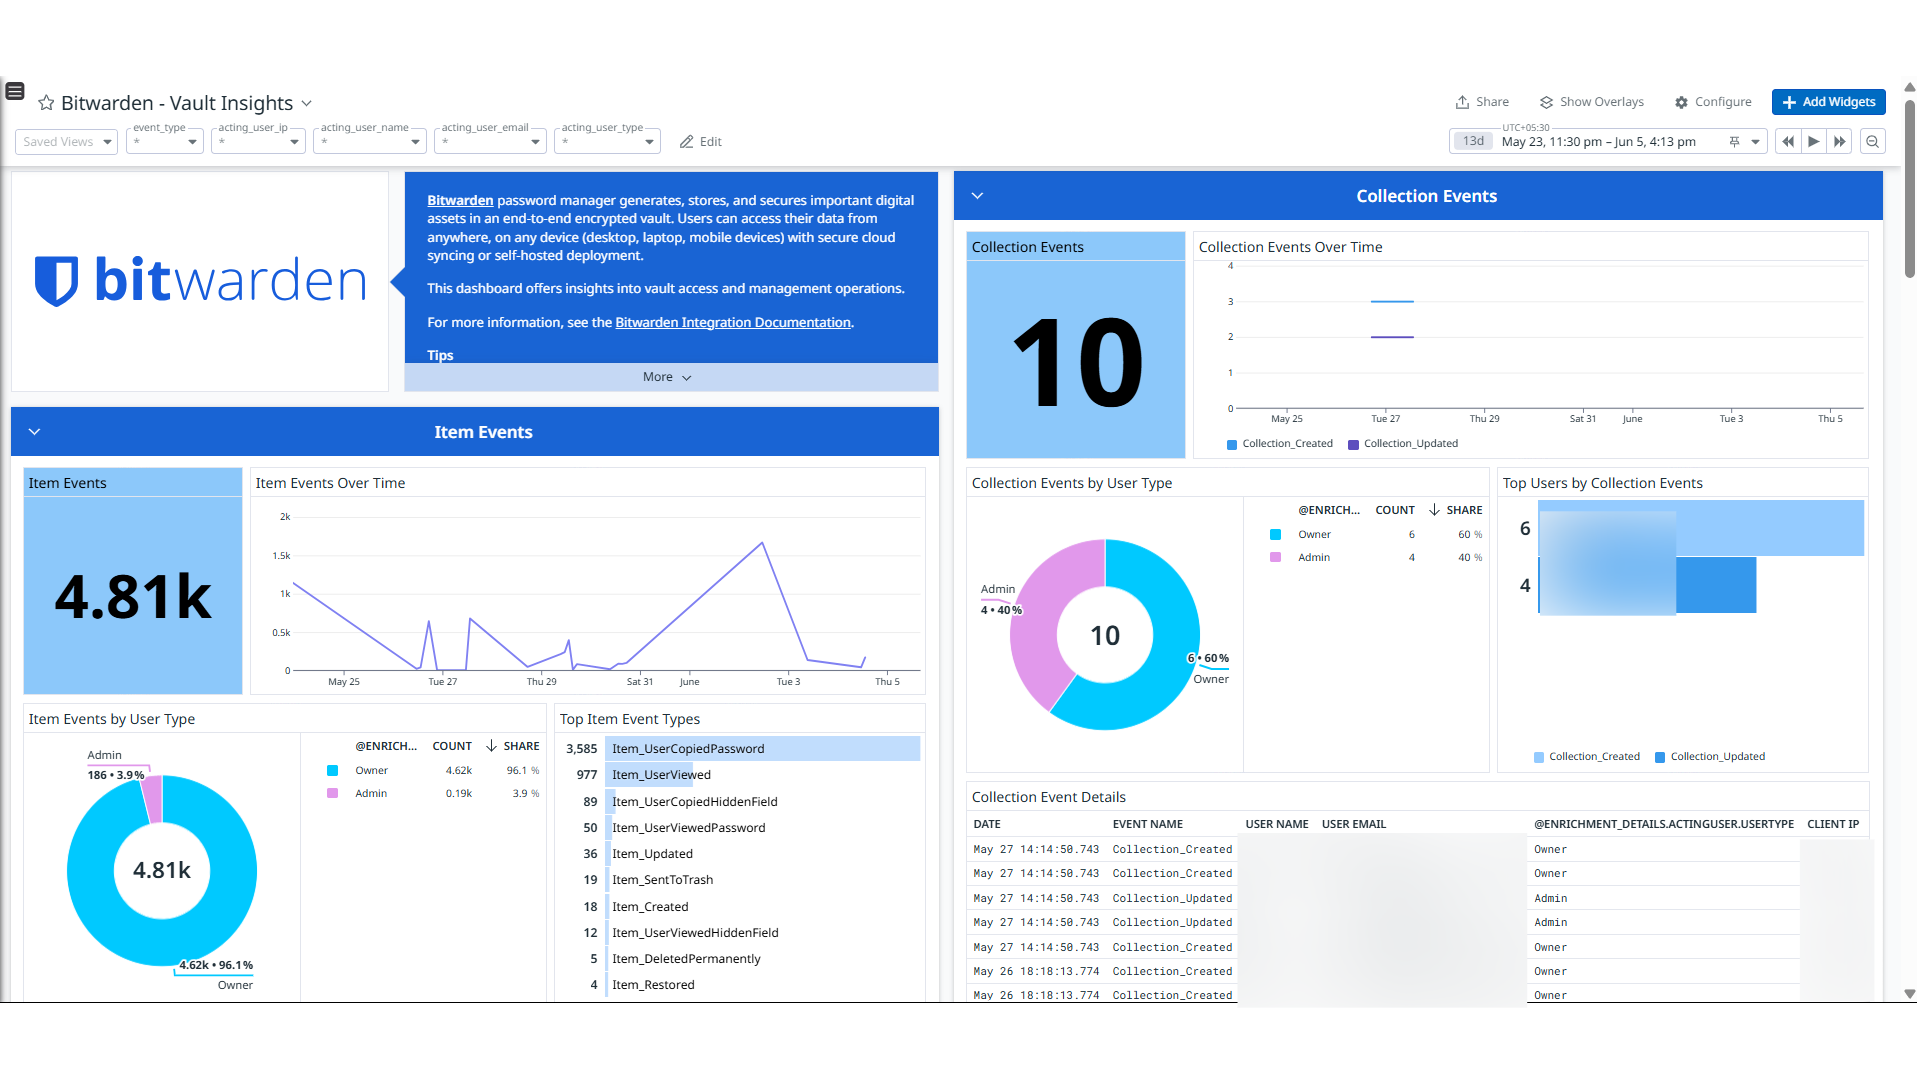 Bitwarden - Vault Insights
Share
Show Overlays
Configure
Add Widgets
Saved Views
event_type
*
acting_user_ip
*
acting_user_name
*
acting_user_email
*
acting_user_type
*
Edit
UTC+05:30
13d
May 23, 11:30 pm – Jun 5, 4:13 pm
bitwarden
Bitwarden password manager generates, stores, and secures important digital
assets in an end-to-end encrypted vault. Users can access their data from
anywhere, on any device (desktop, laptop, mobile devices) with secure cloud
syncing or self-hosted deployment.
This dashboard offers insights into vault access and management operations.
For more information, see the Bitwarden Integration Documentation.
Tips
More
Item Events
Item Events
4.81k
Item Events Over Time
2k
1.5k
1k
0.5k
0
May 25
Tue 27
Thu 29
Sat 31
June
Tue 3
Thu 5
Item Events by User Type
Admin
186 • 3.9%
4.81k
4.62k • 96.1%
Owner
@ENRICH... COUNT SHARE
Owner 4.62k 96.1 %
Admin 0.19k 3.9 %
Top Item Event Types
3,585 Item_UserCopiedPassword
977 Item_UserViewed
89 Item_UserCopiedHiddenField
50 Item_UserViewedPassword
36 Item_Updated
19 Item_SentToTrash
18 Item_Created
12 Item_UserViewedHiddenField
5 Item_DeletedPermanently
4 Item_Restored
Collection Events
Collection Events
10
Collection Events Over Time
4
3
2
1
0
May 25
Tue 27
Thu 29
Sat 31
June
Tue 3
Thu 5
Collection_Created
Collection_Updated
Collection Events by User Type
Admin
4 • 40%
10
6 • 60%
Owner
@ENRICH... COUNT SHARE
Owner 6 60 %
Admin 4 40 %
Top Users by Collection Events
6
4
Collection_Created
Collection_Updated
Collection Event Details
DATE EVENT NAME USER NAME USER EMAIL @ENRICHMENT_DETAILS.ACTINGUSER.USERTYPE CLIENT IP
May 27 14:14:50.743 Collection_Created Owner
May 27 14:14:50.743 Collection_Created Owner
May 27 14:14:50.743 Collection_Updated Admin
May 27 14:14:50.743 Collection_Updated Admin
May 27 14:14:50.743 Collection_Created Owner
May 26 18:18:13.774 Collection_Created Owner
May 26 18:18:13.774 Collection_Created Owner